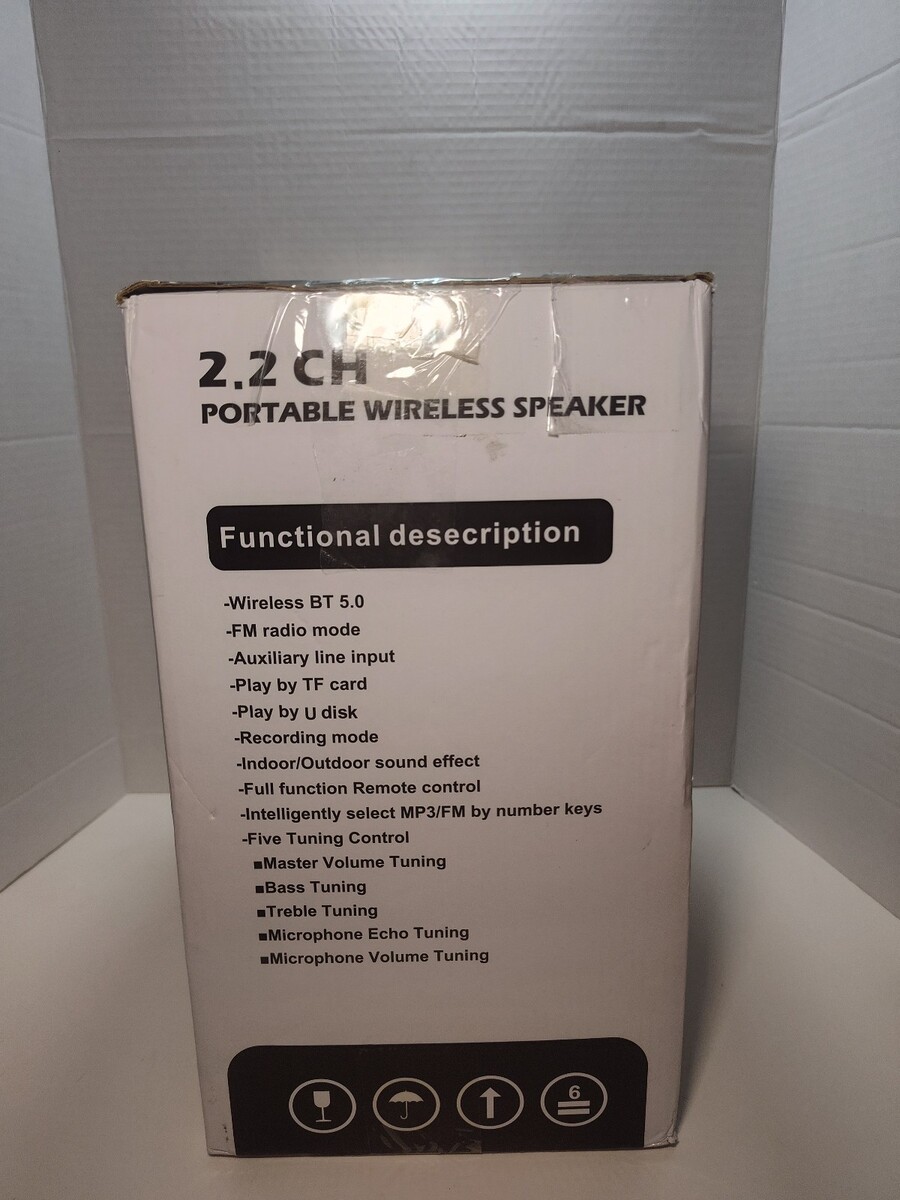 2.2 CH
PORTABLE WIRELESS SPEAKER
Functional desecription
-Wireless BT 5.0
-FM radio mode
-Auxiliary line input
-Play by TF card
-Play by U disk
-Recording mode
-Indoor/Outdoor sound effect
-Full function Remote control
-Intelligently select MP3/FM by number keys
-Five Tuning Control
■Master Volume Tuning
■Bass Tuning
■Treble Tuning
■Microphone Echo Tuning
■Microphone Volume Tuning
6